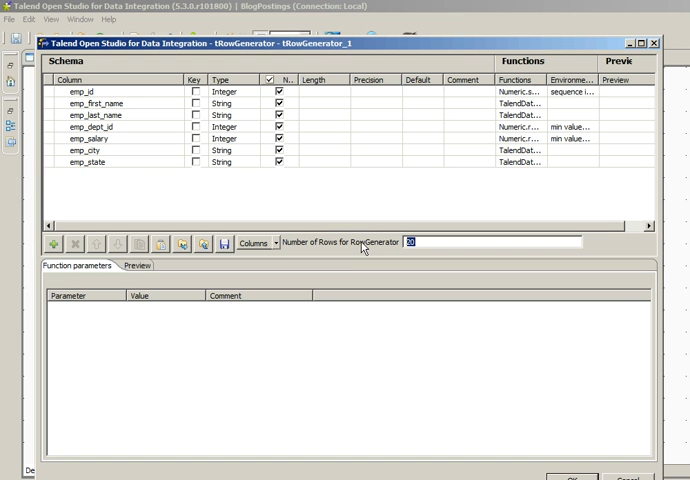 Talend Open Studio for Data Integration (5.3.0.r101800) | BlogPostings (Connection: Local)
File Edit View Window Help
Talend Open Studio for Data Integration - tRowGenerator - tRowGenerator_1
Schema Functions Previe
Column Key Type N.. Length Precision Default Comment Functions Environme... Preview
emp_id Integer Numeric.s... sequence i...
emp_first_name String TalendDat...
emp_last_name String TalendDat...
emp_dept_id Integer Numeric.r... min value...
emp_salary Integer Numeric.r... min value...
emp_city String TalendDat...
emp_state String TalendDat...
Columns Number of Rows for RowGenerator
Function parameters Preview
Parameter Value Comment
De
OK Cancel